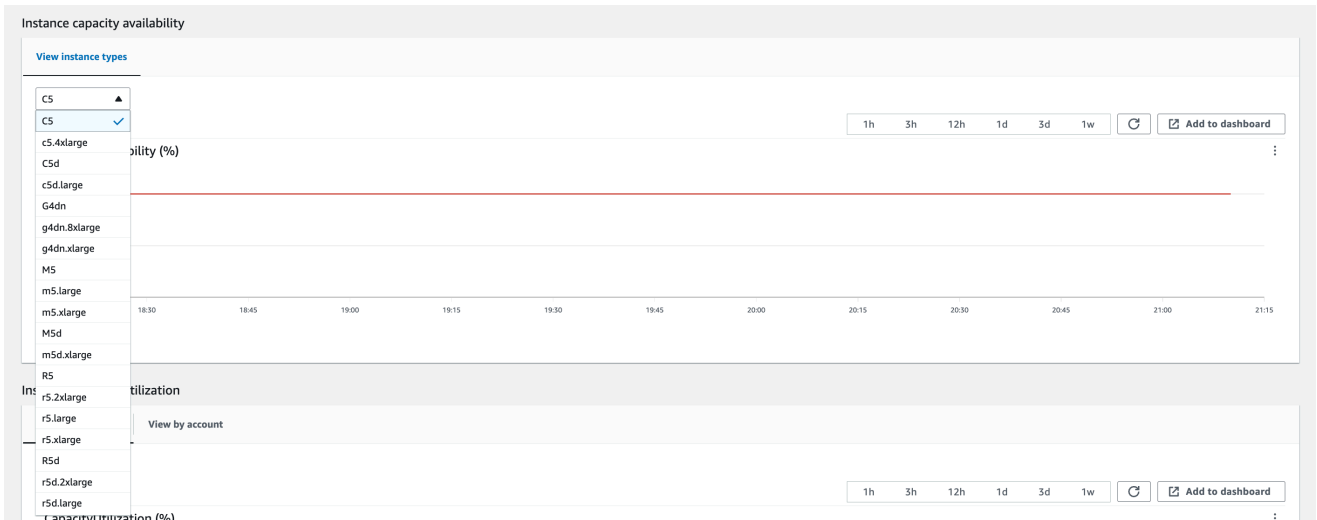 Instance capacity availability
View instance types
C5
C5
c5.4xlarge
C5d
c5d.large
G4dn
g4dn.8xlarge
g4dn.xlarge
M5
m5.large
m5.xlarge
M5d
m5d.xlarge
R5
r5.2xlarge
r5.large
r5.xlarge
R5d
r5d.2xlarge
r5d.large
1h 3h 12h 1d 3d 1w Add to dashboard
bility (%)
18:30 18:45 19:00 19:15 19:30 19:45 20:00 20:15 20:30 20:45 21:00 21:15
Ins tilization
View by account
1h 3h 12h 1d 3d 1w Add to dashboard
CapacityUtilization (%)